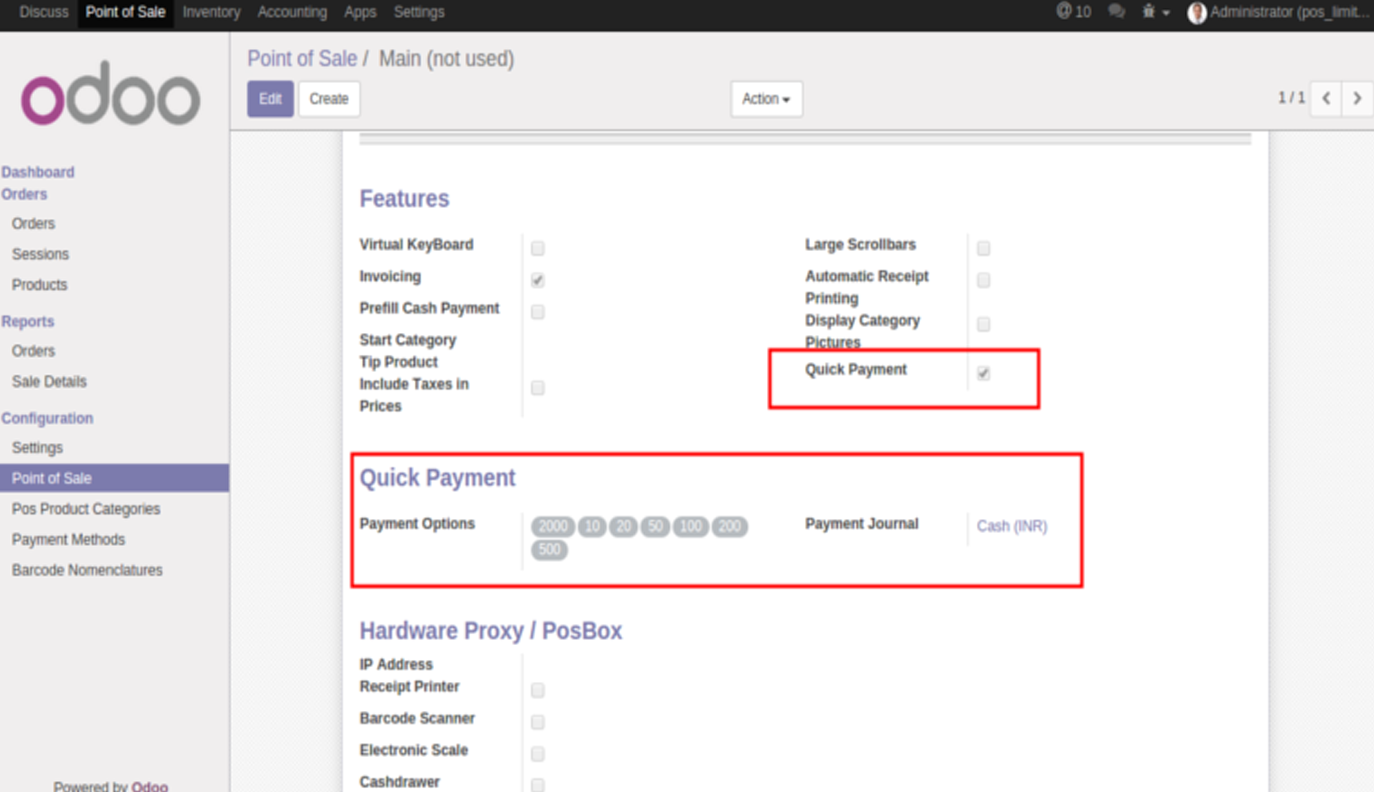 Discuss Point of Sale Inventory Accounting Apps Settings @ 10 Administrator (pos_limit...
odoo
Point of Sale / Main (not used)
Edit Create Action 1 / 1
Dashboard
Orders
Orders
Sessions
Products
Reports
Orders
Sale Details
Configuration
Settings
Point of Sale
Pos Product Categories
Payment Methods
Barcode Nomenclatures
Powered by Odoo
Features
Virtual KeyBoard
Invoicing
Prefill Cash Payment
Start Category
Tip Product
Include Taxes in
Prices
Large Scrollbars
Automatic Receipt
Printing
Display Category
Pictures
Quick Payment
Quick Payment
Payment Options 2000 10 20 50 100 200
500
Payment Journal Cash (INR)
Hardware Proxy / PosBox
IP Address
Receipt Printer
Barcode Scanner
Electronic Scale
Cashdrawer